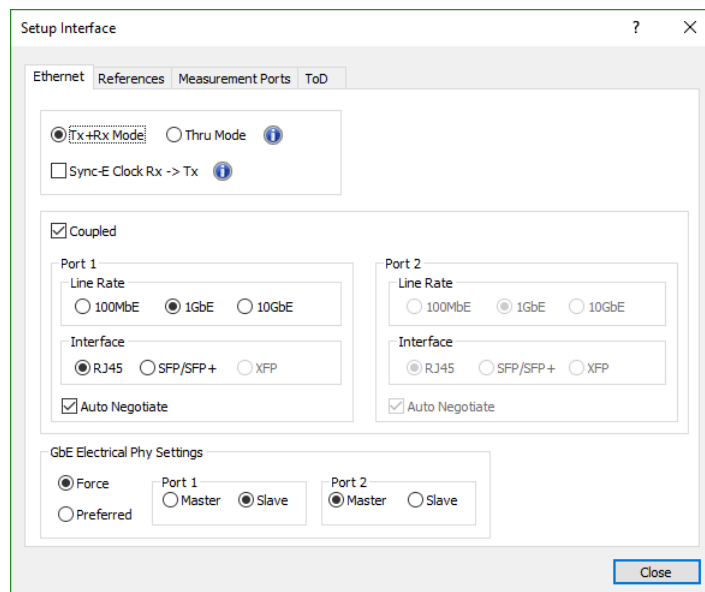 Setup Interface ? X
Ethernet References Measurement Ports ToD
Tx+Rx Mode Thru Mode i
Sync-E Clock Rx -> Tx i
Coupled
Port 1
Line Rate
100MbE 1GbE 10GbE
Interface
RJ45 SFP/SFP+ XFP
Auto Negotiate
Port 2
Line Rate
100MbE 1GbE 10GbE
Interface
RJ45 SFP/SFP+ XFP
Auto Negotiate
GbE Electrical Phy Settings
Force
Preferred
Port 1
Master Slave
Port 2
Master Slave
Close